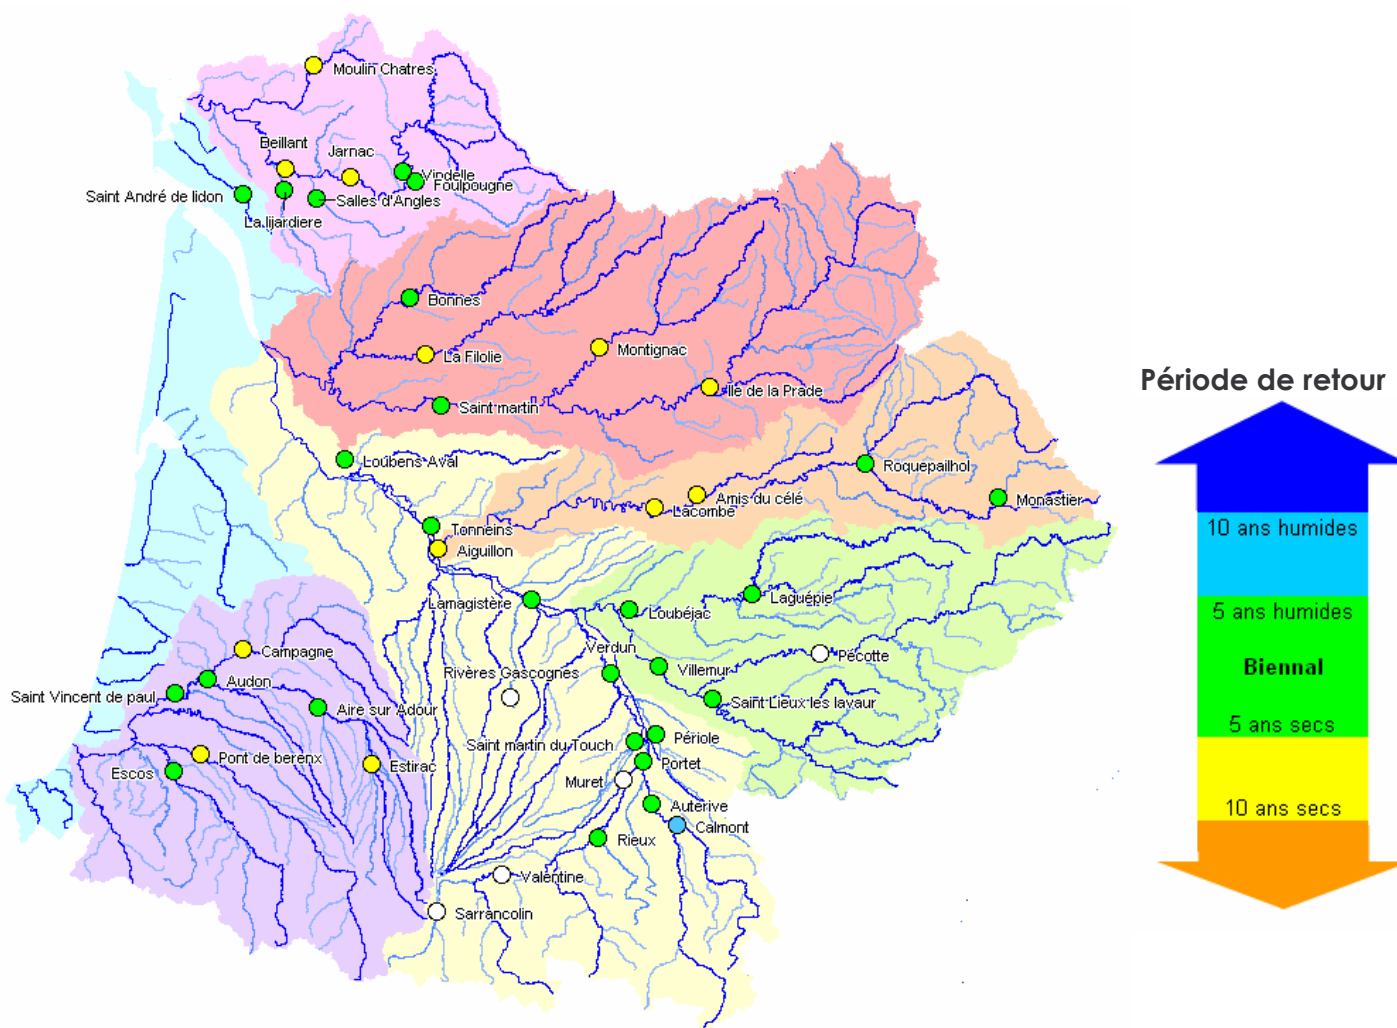 Moulin Chatres
Beillant
Jarnac
Vindelle
Foulpougne
Saint André de lidon
Salles d'Angles
La lijardiere
Bonnes
La Filolie
Montignac
Ile de la Prade
Saint martin
Loubens Aval
Roquepailhol
Amis du célé
Monastier
Lacombe
Tonneins
Aiguillon
Lamagistère
Loubéjac
Laguépie
Campagne
Verdun
Pécotte
Villemur
Rivères Gascognes
Audon
Saint Vincent de paul
Saint Lieux les lavaur
Aire sur Adour
Périole
Saint martin du Touch
Pont de berenx
Estirac
Portet
Escos
Muret
Auterive
Calmont
Rieux
Valentine
Sarrancolin
Période de retour
10 ans humides
5 ans humides
Biennal
5 ans secs
10 ans secs